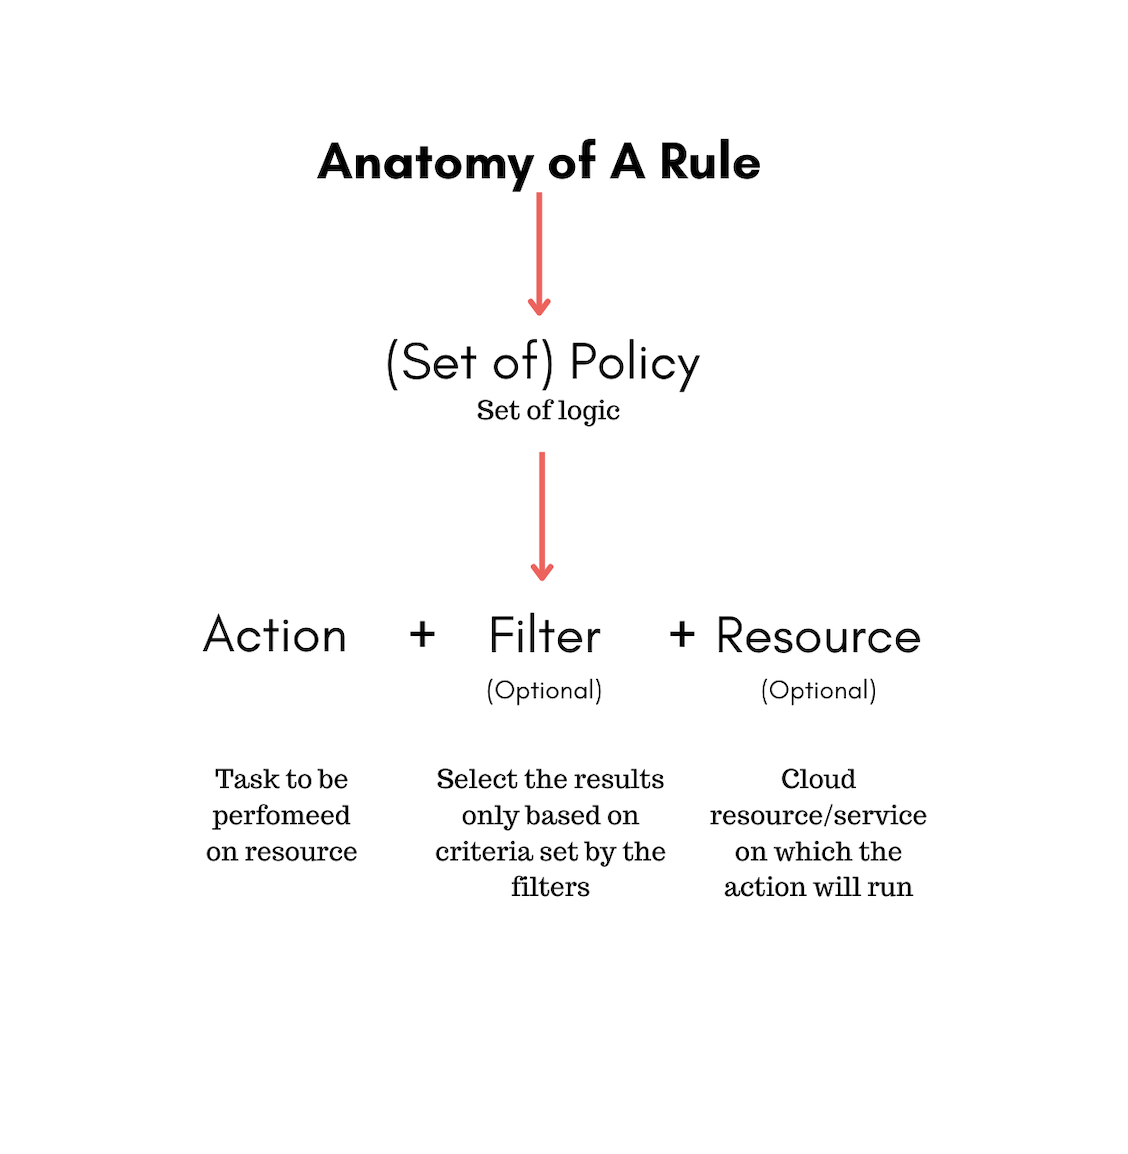 Anatomy of A Rule
(Set of) Policy
Set of logic
Action + Filter + Resource
(Optional) (Optional)
Task to be
perfomeed
on resource
Select the results
only based on
criteria set by the
filters
Cloud
resource/service
on which the
action will run